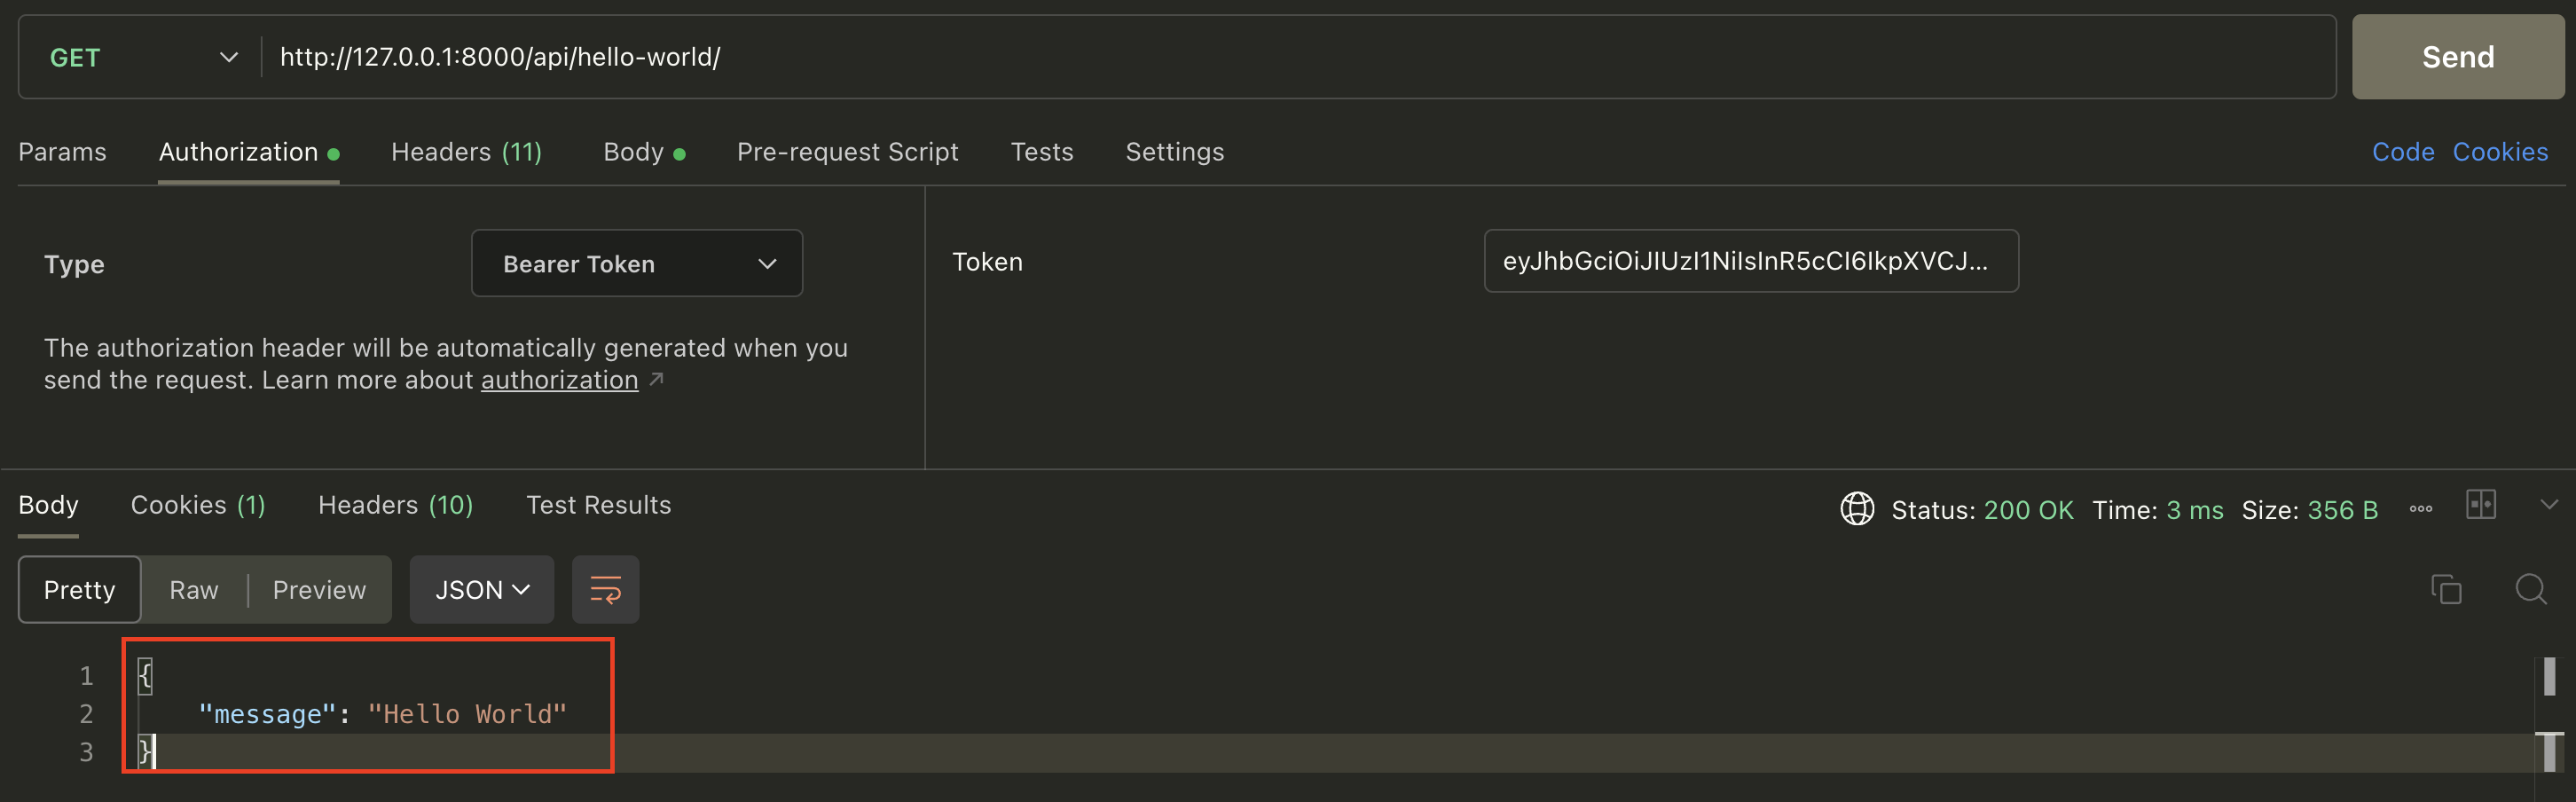 GET http://127.0.0.1:8000/api/hello-world/ Send
Params Authorization Headers (11) Body Pre-request Script Tests Settings Code Cookies
Type Bearer Token Token eyJhbGciOiJIUzI1NiIsInR5cCI6IkpXVCJ...
The authorization header will be automatically generated when you
send the request. Learn more about authorization ↗
Body Cookies (1) Headers (10) Test Results Status: 200 OK Time: 3 ms Size: 356 B
Pretty Raw Preview JSON
1 {
2 "message": "Hello World"
3 }